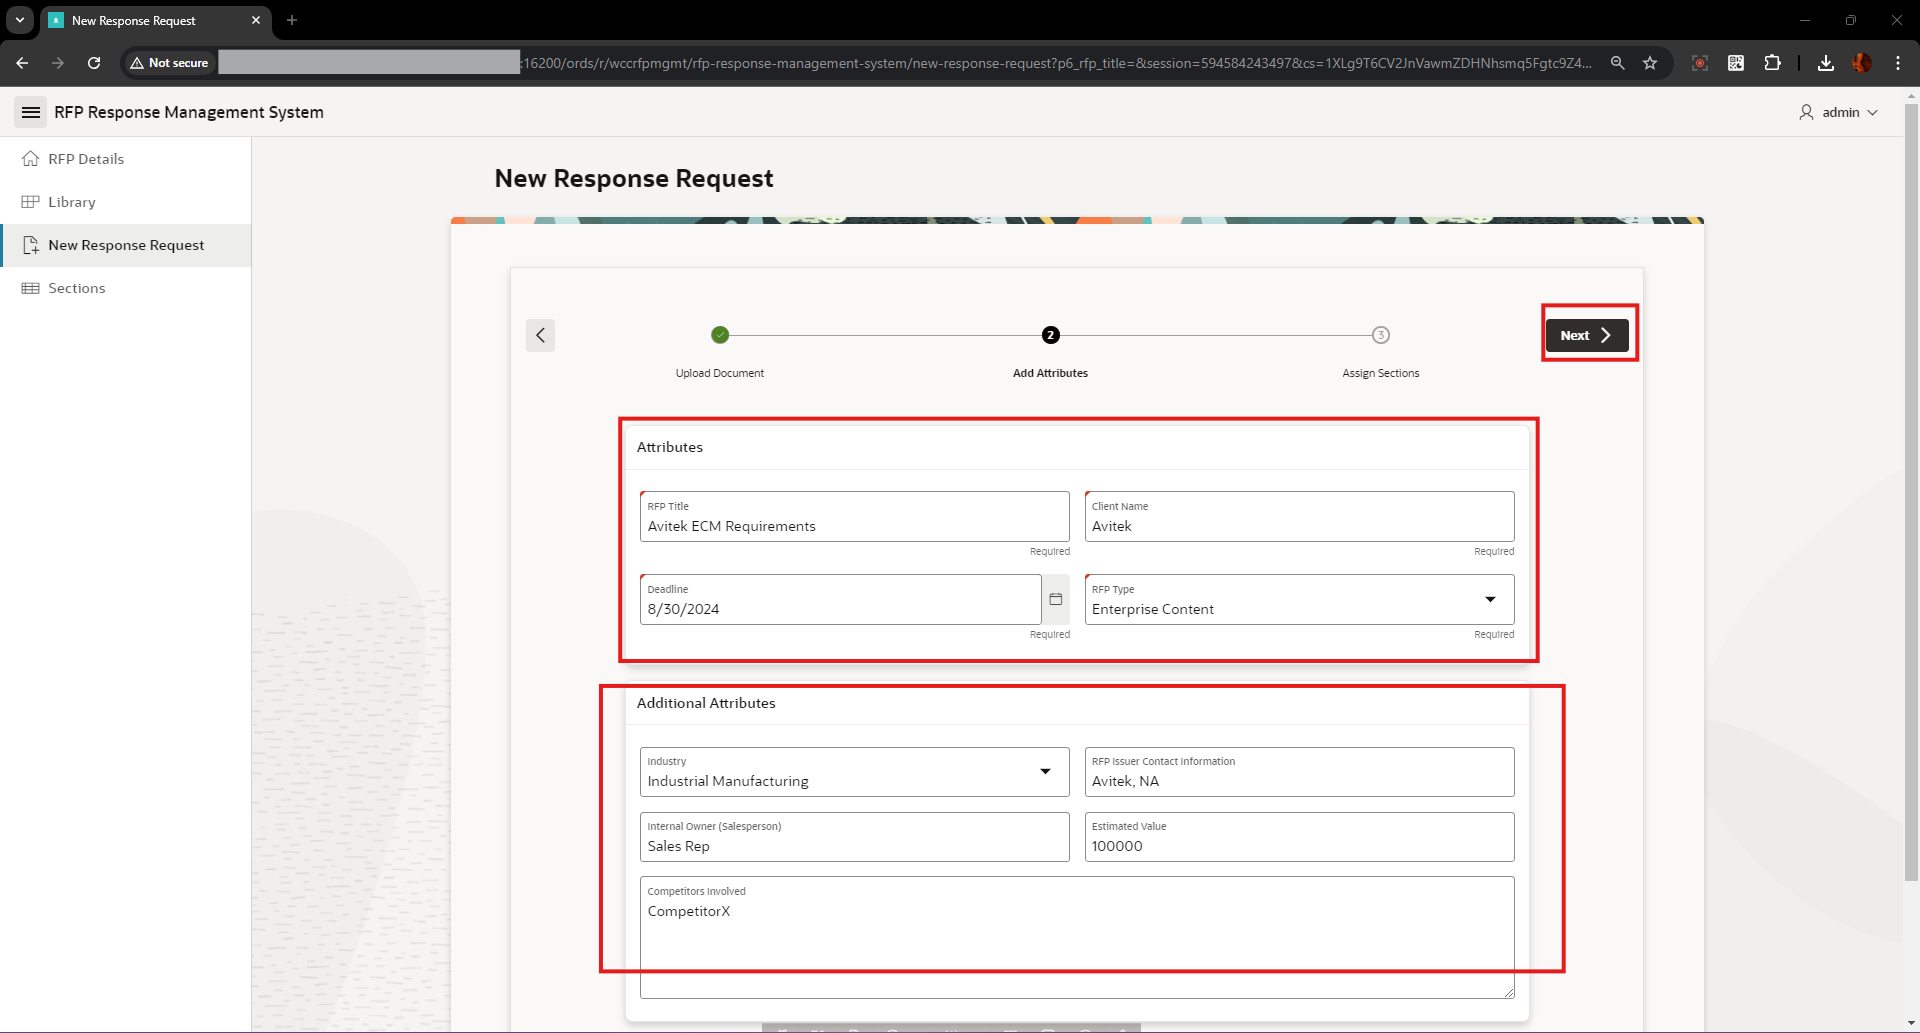 New Response Request
Not secure
:16200/ords/r/wccrfpmgmt/rfp-response-management-system/new-response-request?p6_rfp_title=&session=594584243497&cs=1XLg9T6CV2JnVawmZDHNhsmq5Fgtc9Z4...
RFP Response Management System
admin
RFP Details
Library
New Response Request
Sections
New Response Request
2
3
Next
Upload Document
Add Attributes
Assign Sections
Attributes
RFP Title
Avitek ECM Requirements
Required
Client Name
Avitek
Required
Deadline
8/30/2024
Required
RFP Type
Enterprise Content
Required
Additional Attributes
Industry
Industrial Manufacturing
RFP Issuer Contact Information
Avitek, NA
Internal Owner (Salesperson)
Sales Rep
Estimated Value
100000
Competitors Involved
CompetitorX